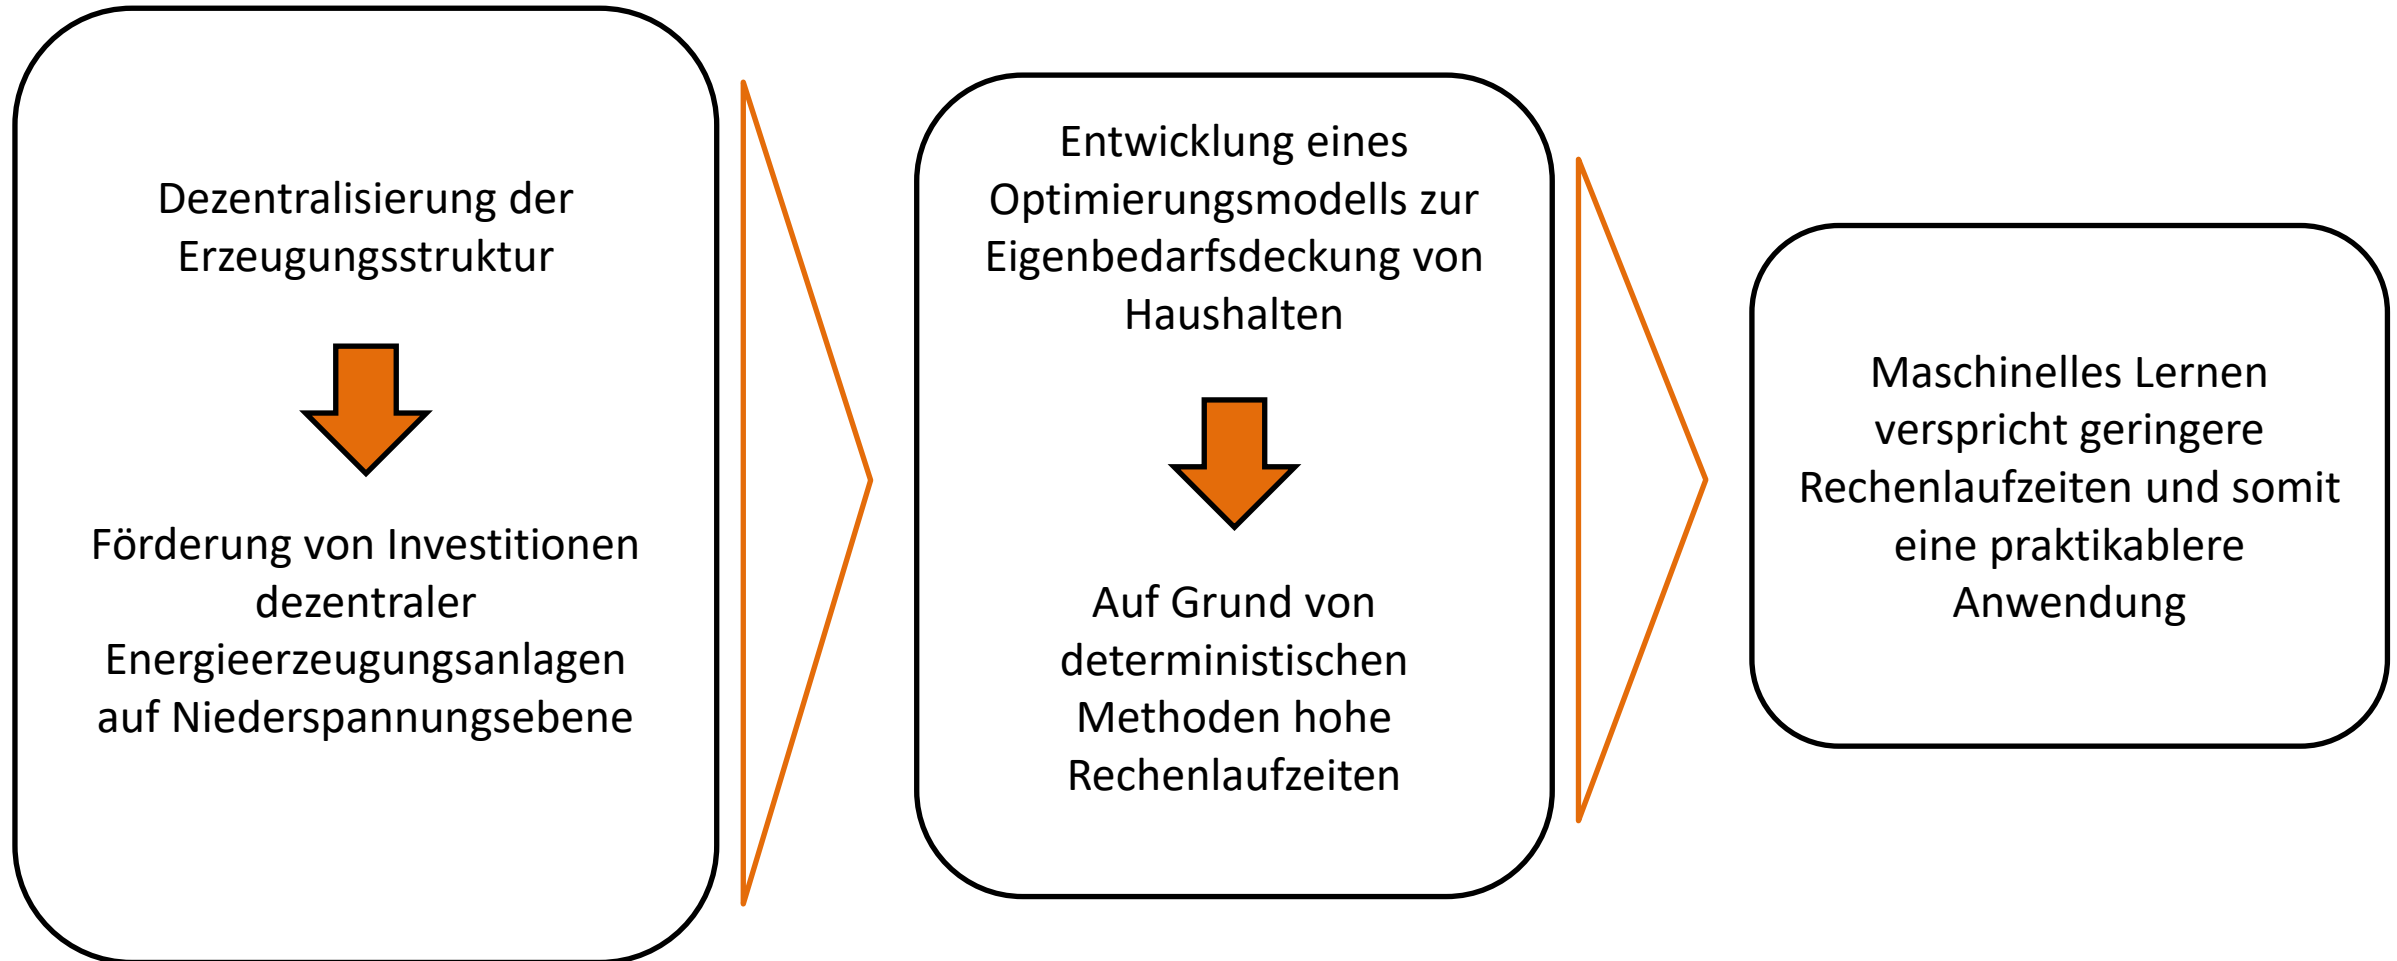 Dezentralisierung der
Erzeugungsstruktur
Förderung von Investitionen
dezentraler
Energieerzeugungsanlagen
auf Niederspannungsebene
Entwicklung eines
Optimierungsmodells zur
Eigenbedarfsdeckung von
Haushalten
Auf Grund von
deterministischen
Methoden hohe
Rechenlaufzeiten
Maschinelles Lernen
verspricht geringere
Rechenlaufzeiten und somit
eine praktikablere
Anwendung